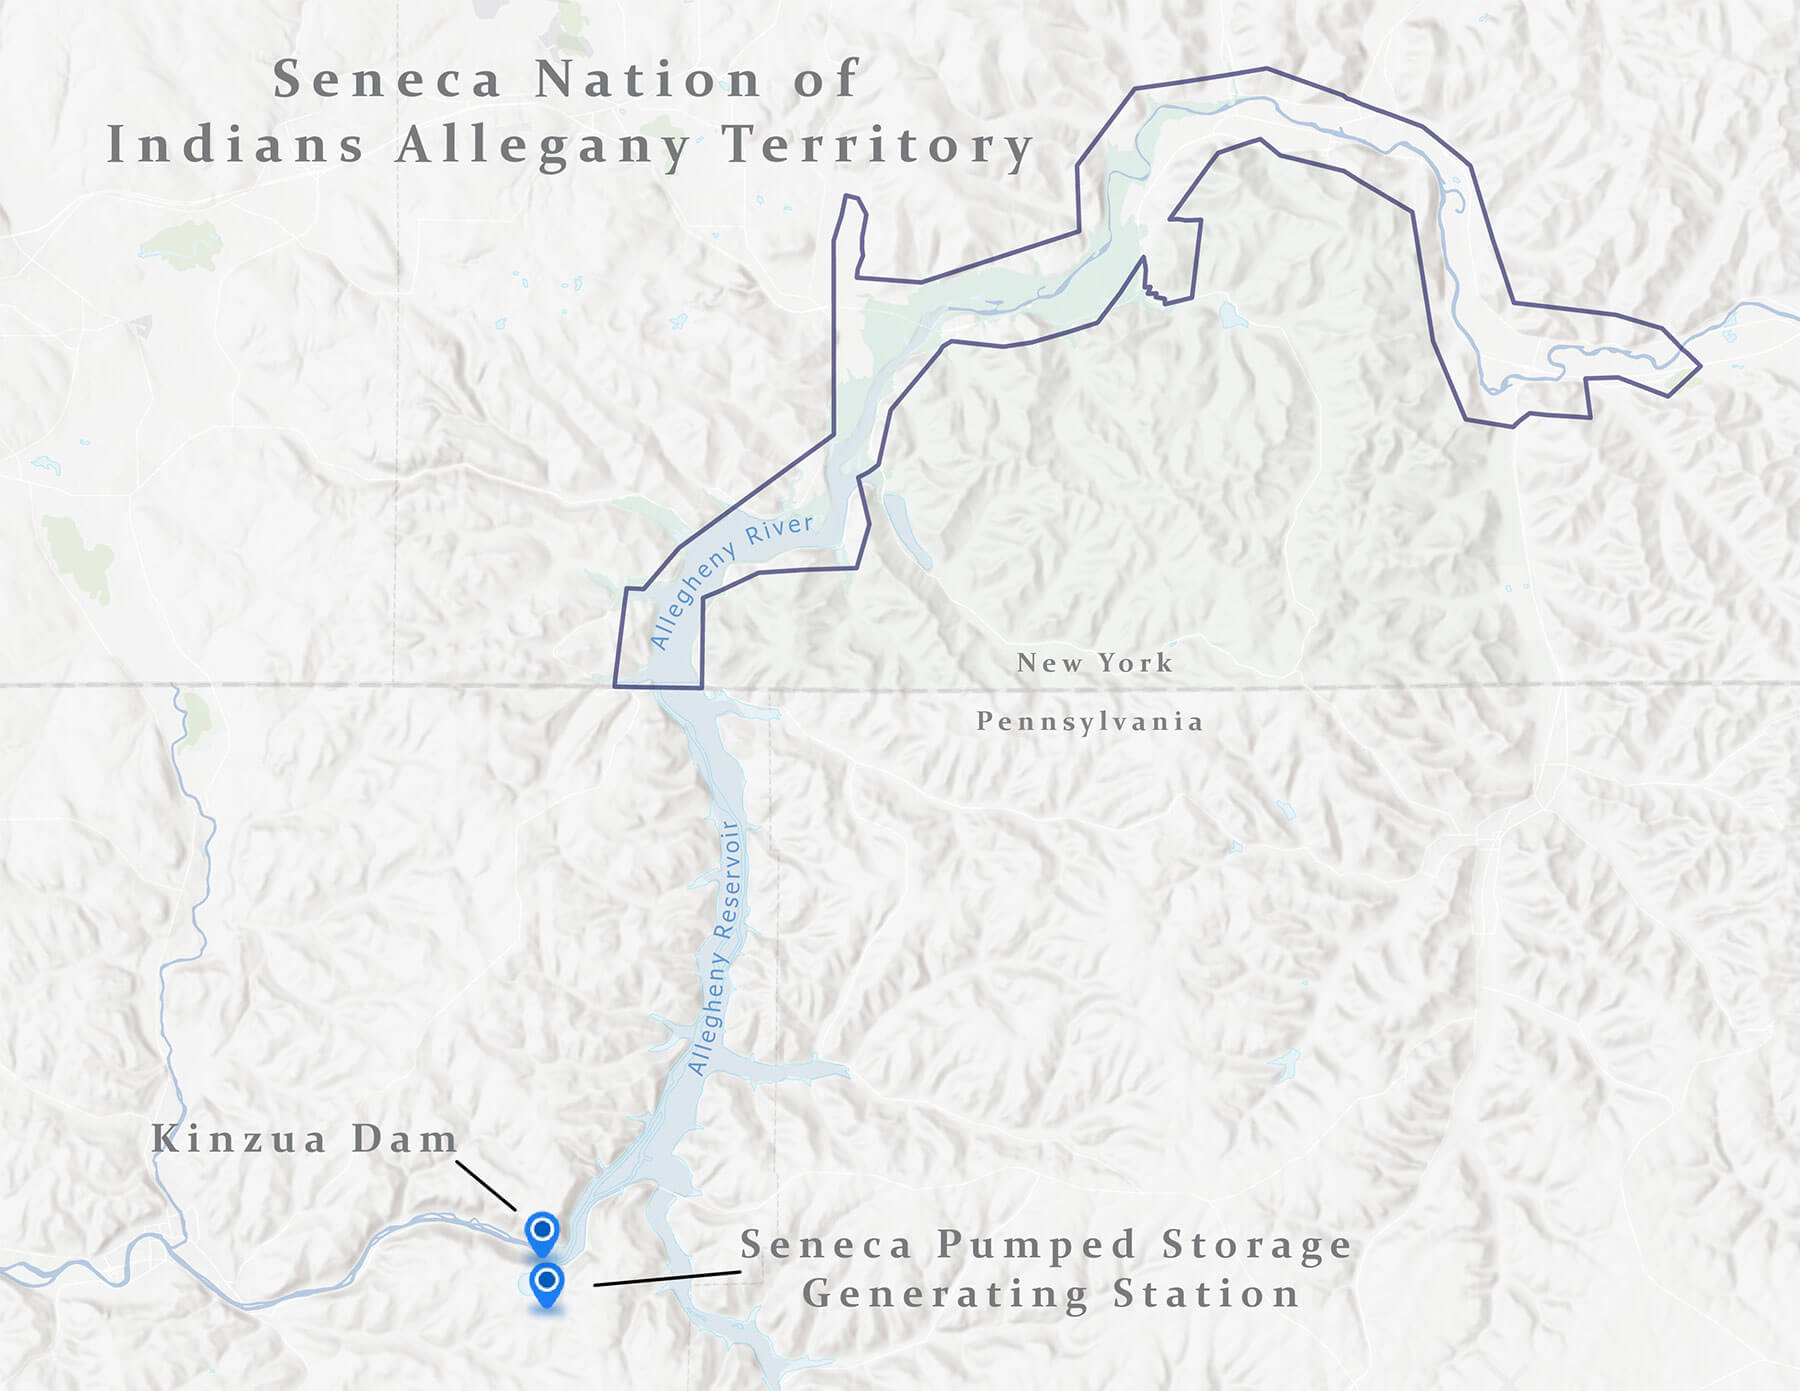 Seneca Nation of
Indians Allegany Territory
Allegheny River
New York
Pennsylvania
Allegheny Reservoir
Kinzua Dam
Seneca Pumped Storage
Generating Station